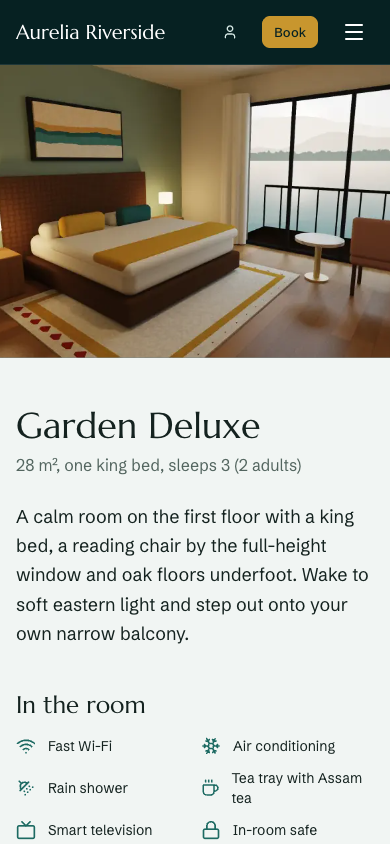 Aurelia Riverside
Book
Garden Deluxe
28 m², one king bed, sleeps 3 (2 adults)
A calm room on the first floor with a king
bed, a reading chair by the full-height
window and oak floors underfoot. Wake to
soft eastern light and step out onto your
own narrow balcony.
In the room
Fast Wi-Fi
Air conditioning
Rain shower
Tea tray with Assam
tea
Smart television
In-room safe